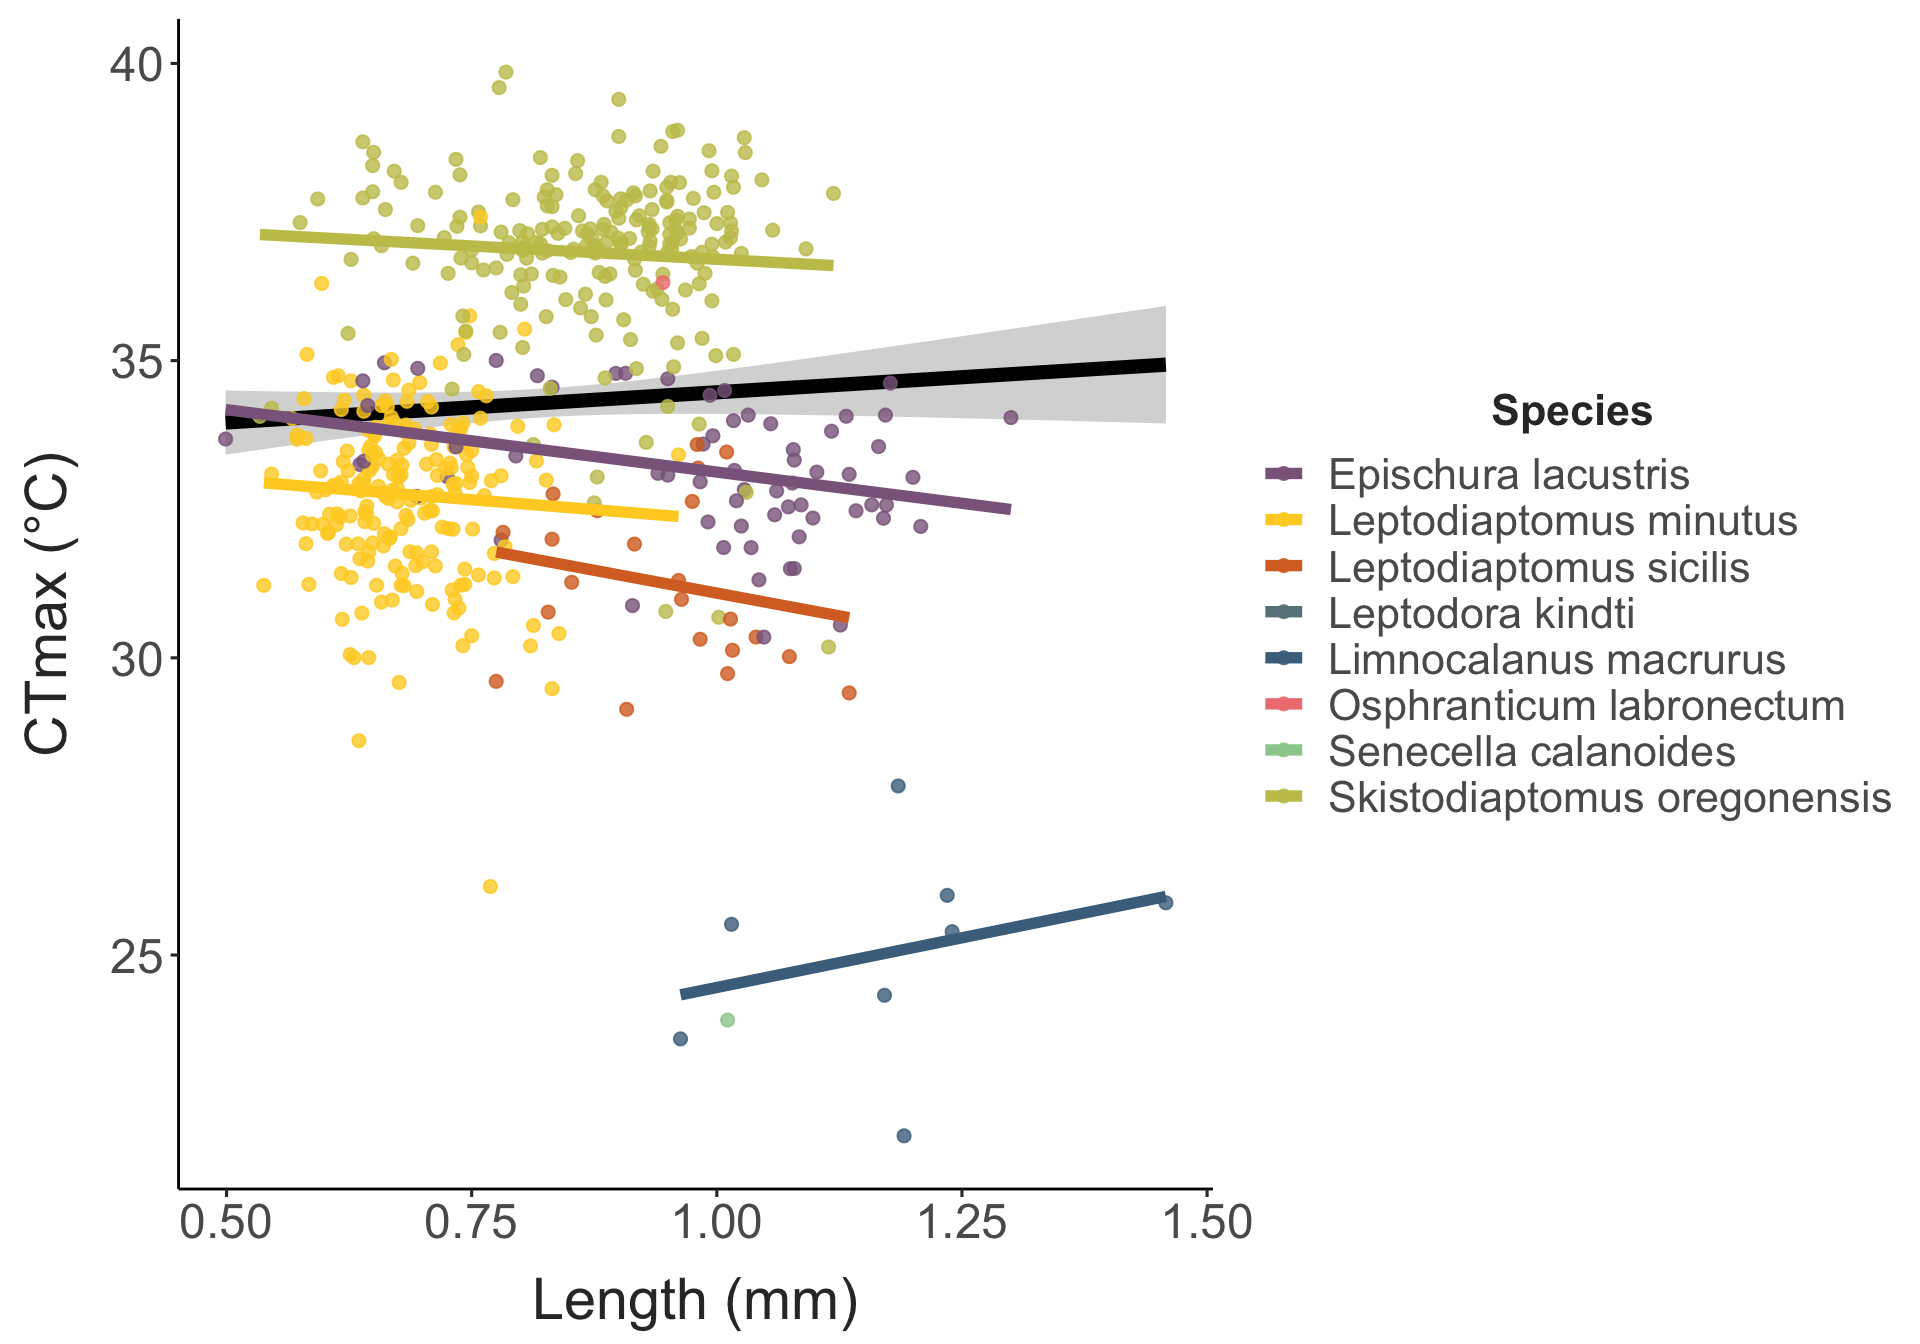 CTmax (°C)
40
35
30
25
0.50 0.75 1.00 1.25 1.50
Length (mm)
Species
Epischura lacustris
Leptodiaptomus minutus
Leptodiaptomus sicilis
Leptodora kindti
Limnocalanus macrurus
Osphranticum labronectum
Senecella calanoides
Skistodiaptomus oregonensis